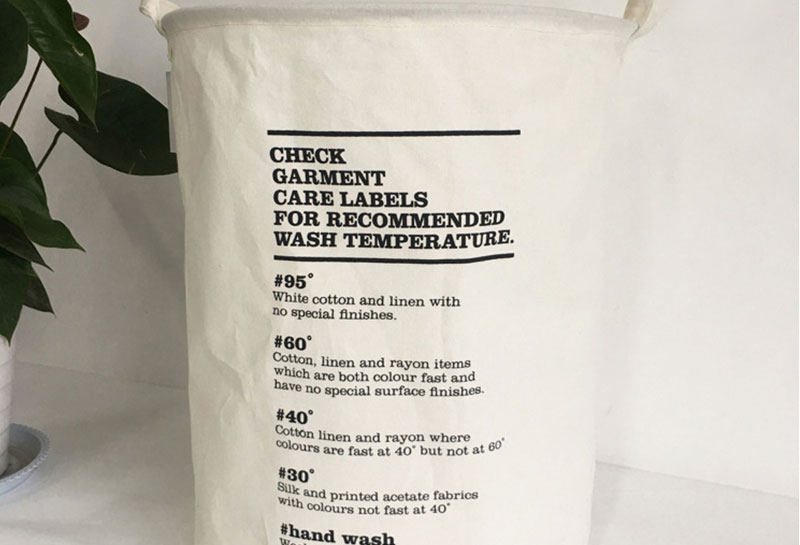 CHECK
GARMENT
CARE LABELS
FOR RECOMMENDED
WASH TEMPERATURE.
#95°
White cotton and linen with
no special finishes.
#60°
Cotton, linen and rayon items
which are both colour fast and
have no special surface finishes.
#40°
Cotton linen and rayon where
colours are fast at 40° but not at 60°
#30°
Silk and printed acetate fabrics
with colours not fast at 40°
#hand wash